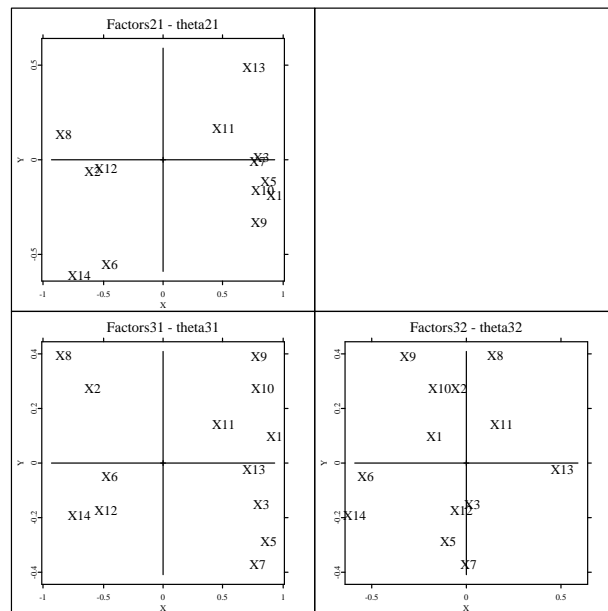 Factors21 - theta21
X13
0.5
X11
X8
X3
X7
Y
0
X12
X2
X5
X10
X1
X9
-0.5
X6
X14
-1
-0.5
0
0.5
1
X
Factors31 - theta31
X8
X9
0.4
X2
X10
0.2
X11
X1
Y
0
X13
X6
X3
X12
X14
-0.2
X5
X7
-0.4
-1
-0.5
0
0.5
1
X
Factors32 - theta32
X9
X8
0.4
X10
X2
0.2
X11
X1
Y
0
X13
X6
X3
X12
X14
-0.2
X5
X7
-0.4
-0.5
0
0.5
X